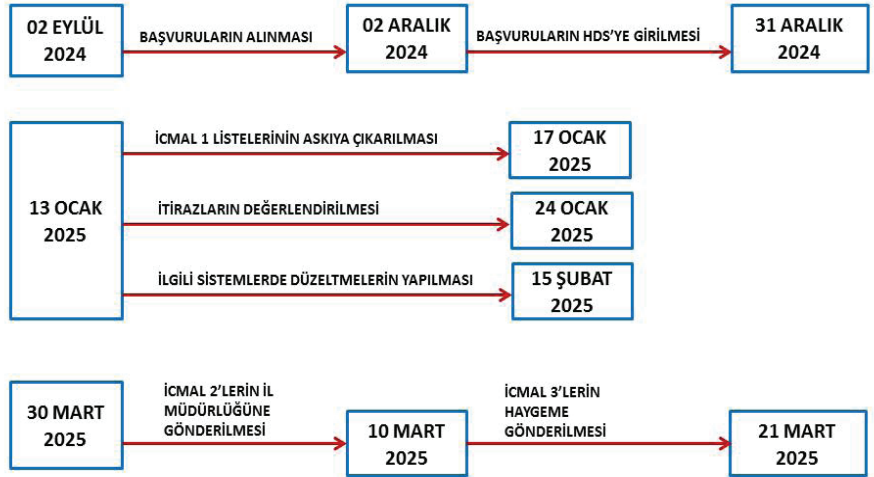 02 EYLÜL
2024
BAŞVURULARIN ALINMASI
02 ARALIK
2024
BAŞVURULARIN HDS'YE GİRİLMESİ
31 ARALIK
2024
13 OCAK
2025
İCMAL 1 LİSTELERİNİN ASKIYA ÇIKARILMASI
17 OCAK
2025
İTİRAZLARIN DEĞERLENDİRİLMESİ
24 OCAK
2025
İLGİLİ SİSTEMLERDE DÜZELTMELERİN YAPILMASI
15 ŞUBAT
2025
30 MART
2025
İCMAL 2'LERİN İL
MÜDÜRLÜĞÜNE
GÖNDERİLMESİ
10 MART
2025
İCMAL 3'LERİN
HAYGEME
GÖNDERİLMESİ
21 MART
2025